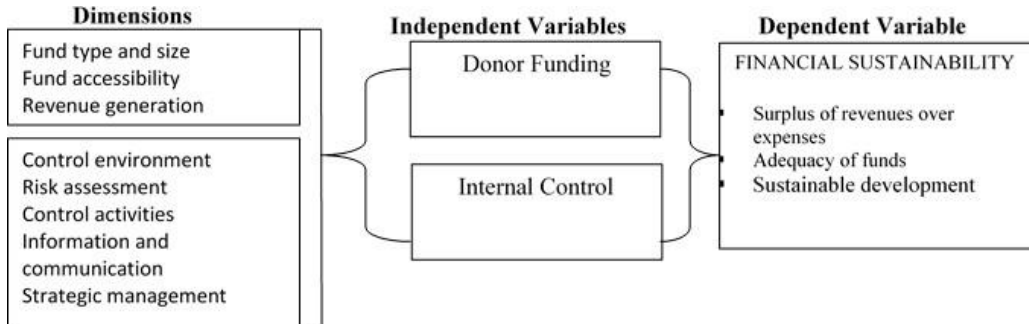 Dimensions
Fund type and size
Fund accessibility
Revenue generation
Control environment
Risk assessment
Control activities
Information and
communication
Strategic management
Independent Variables
Donor Funding
Internal Control
Dependent Variable
FINANCIAL SUSTAINABILITY
Surplus of revenues over
expenses
Adequacy of funds
Sustainable development